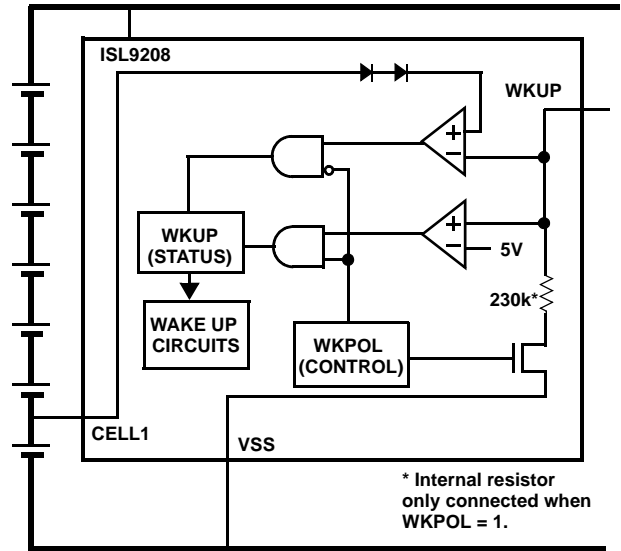 ISL9208
WKUP
+
−
WKUP
(STATUS)
+
−
5V
230k*
WAKE UP
CIRCUITS
WKPOL
(CONTROL)
CELL1
VSS
* Internal resistor
only connected when
WKPOL = 1.